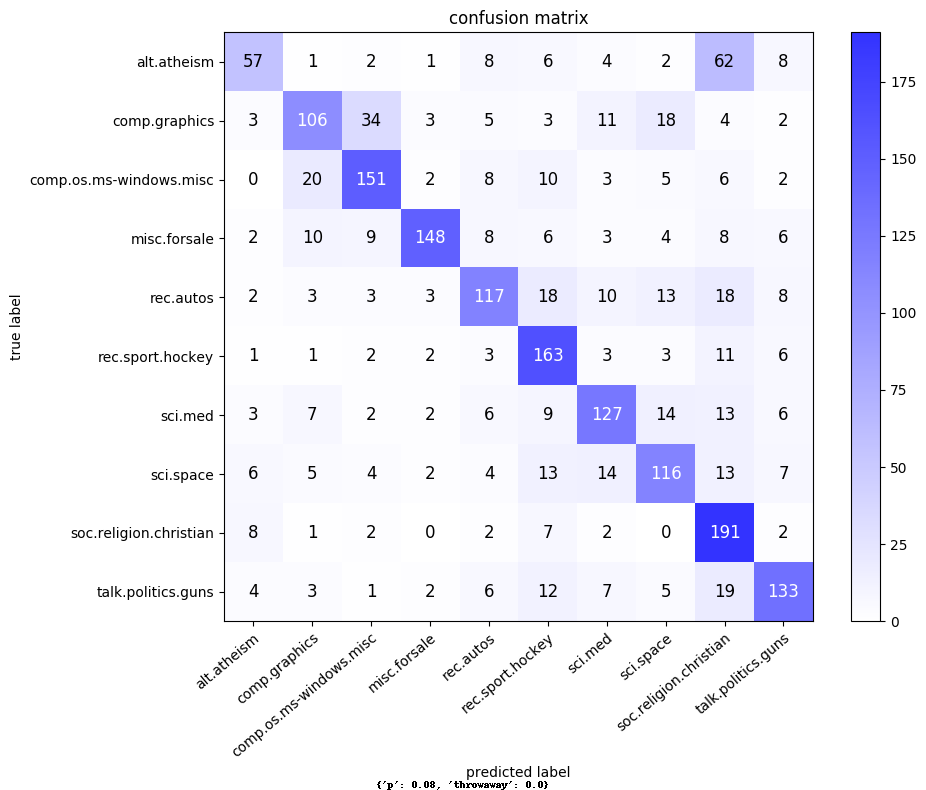 confusion matrix
alt.atheism 57 1 2 1 8 6 4 2 62 8
comp.graphics 3 106 34 3 5 3 11 18 4 2
comp.os.ms-windows.misc 0 20 151 2 8 10 3 5 6 2
misc.forsale 2 10 9 148 8 6 3 4 8 6
rec.autos 2 3 3 3 117 18 10 13 18 8
rec.sport.hockey 1 1 2 2 3 163 3 3 11 6
sci.med 3 7 2 2 6 9 127 14 13 6
sci.space 6 5 4 2 4 13 14 116 13 7
soc.religion.christian 8 1 2 0 2 7 2 0 191 2
talk.politics.guns 4 3 1 2 6 12 7 5 19 133
true label
alt.atheism
comp.graphics
comp.os.ms-windows.misc
misc.forsale
rec.autos
rec.sport.hockey
sci.med
sci.space
soc.religion.christian
talk.politics.guns
predicted label
175
150
125
100
75
50
25
0
{'p': 0.08, 'throwaway': 0.0}